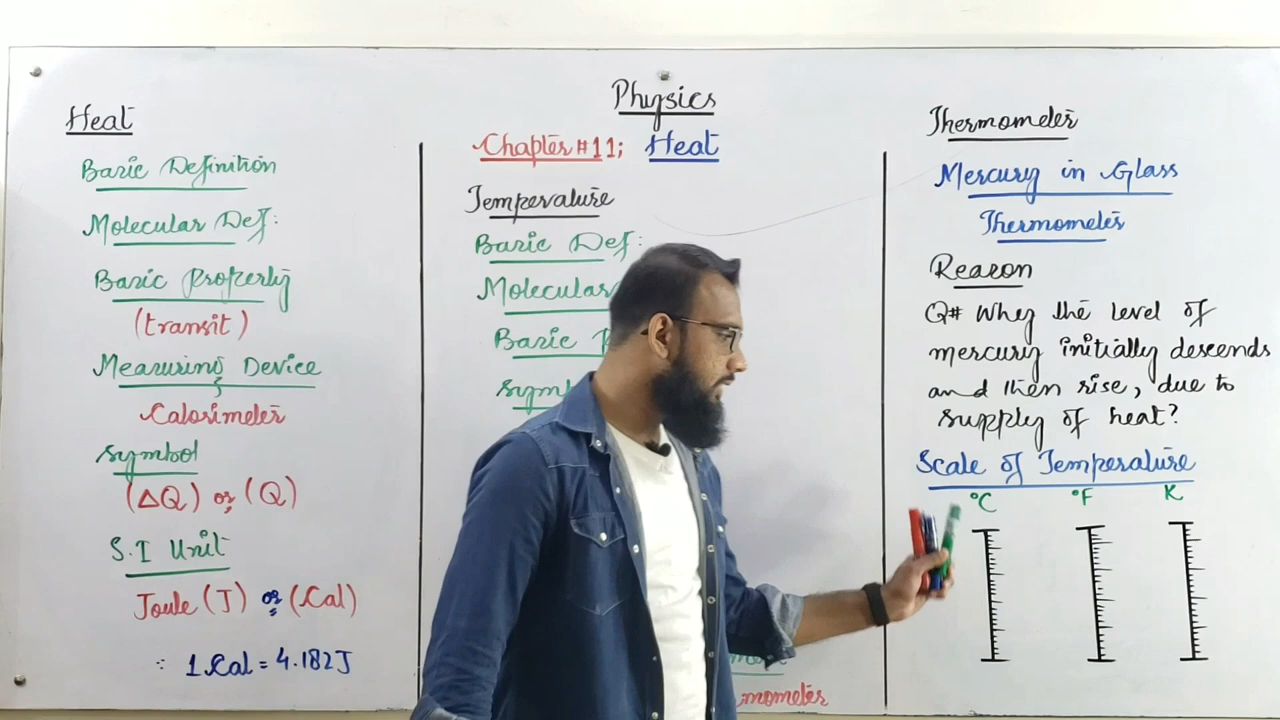 Physics
Chapter #11; Heat
Heat
Basic Definition
Molecular Def:
Basic Property
(transit)
Measuring Device
Calorimeter
Symbol
(ΔQ) or (Q)
S.I Unit
Joule (J) or (Cal)
∵ 1 Cal = 4.182J
Temperature
Basic Def:
Molecular
Basic
Symb
mometer
Thermometer
Mercury in Glass
Thermometer
Reason
Q# Why the level of
mercury initially descends
and then rise, due to
supply of heat?
Scale of Temperature
°C °F K